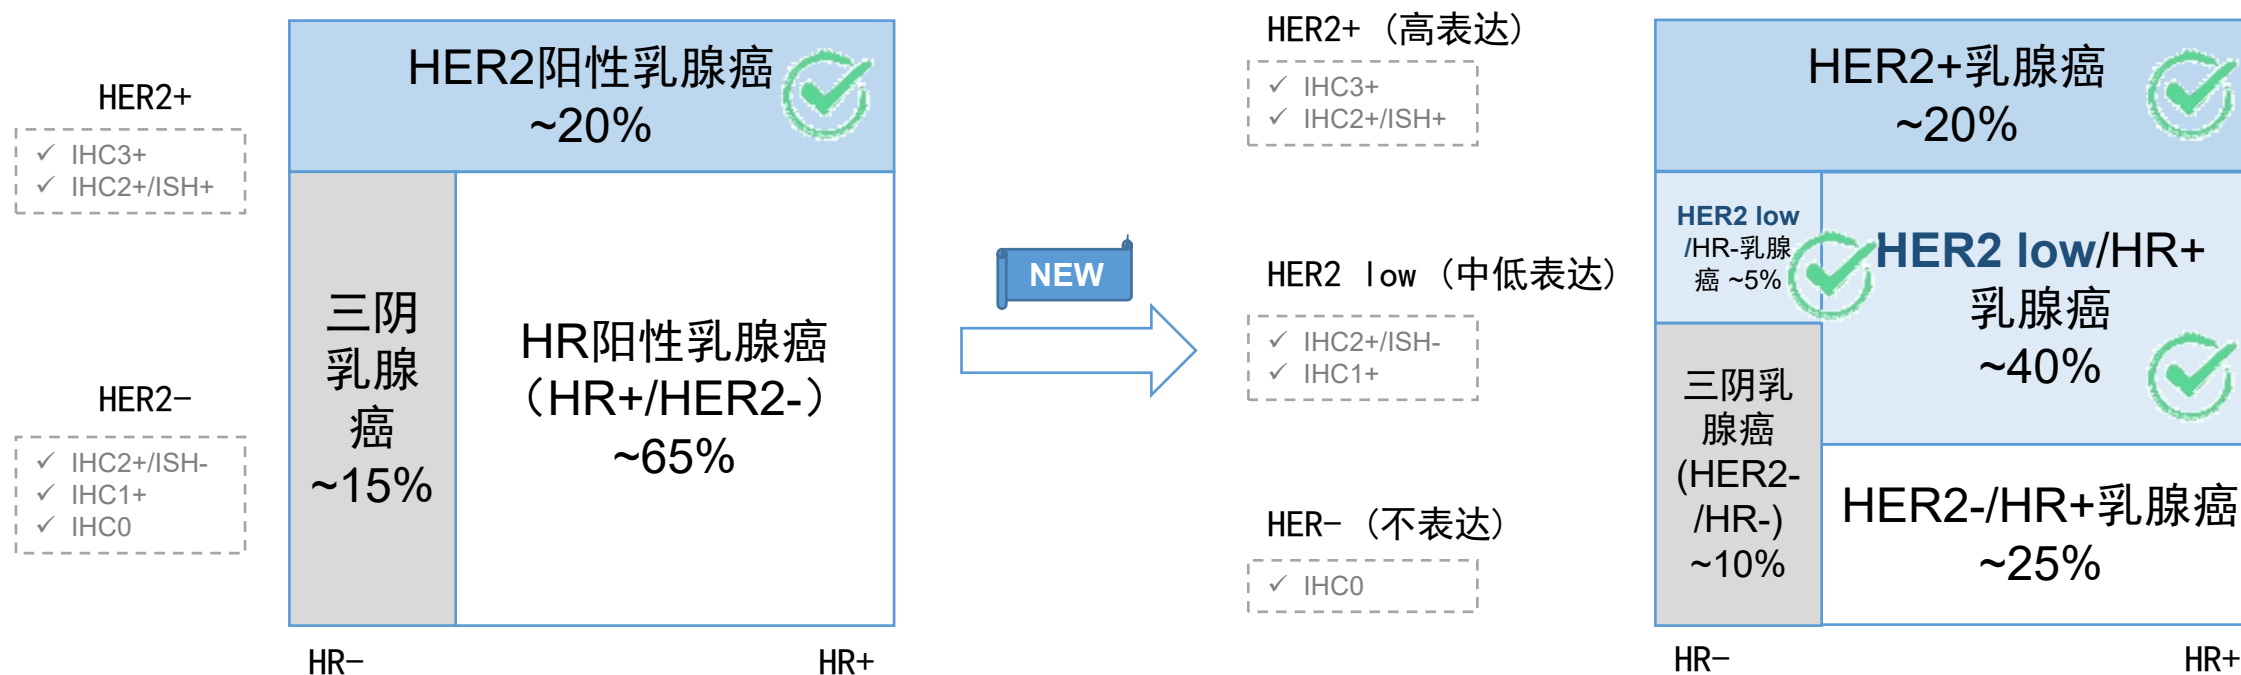 HER2+
✓ IHC3+
✓ IHC2+/ISH+
HER2-
✓ IHC2+/ISH-
✓ IHC1+
✓ IHC0
HER2阳性乳腺癌
~20%
三阴
乳腺
癌
~15%
HR阳性乳腺癌
（HR+/HER2-）
~65%
HR-
HR+
NEW
HER2+（高表达）
✓ IHC3+
✓ IHC2+/ISH+
HER2 low（中低表达）
✓ IHC2+/ISH-
✓ IHC1+
HER-（不表达）
✓ IHC0
HER2+乳腺癌
~20%
HER2 low
/HR-乳腺
癌 ~5%
HER2 low/HR+
乳腺癌
~40%
三阴乳
腺癌
(HER2-
/HR-)
~10%
HER2-/HR+乳腺癌
~25%
HR-
HR+